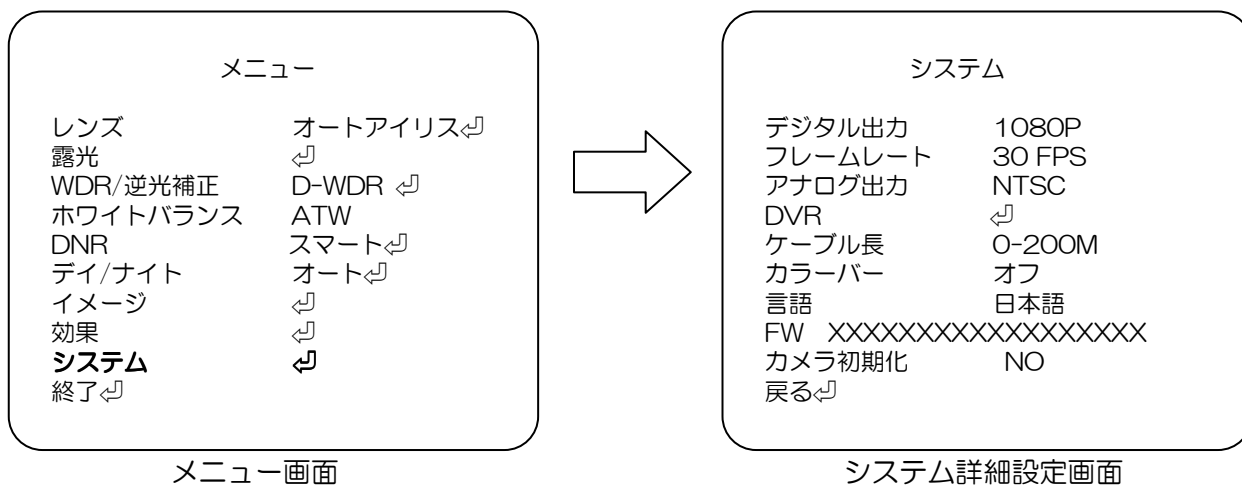 メニュー
レンズ オートアイリス⏎
露光 ⏎
WDR/逆光補正 D-WDR ⏎
ホワイトバランス ATW
DNR スマート⏎
デイ/ナイト オート⏎
イメージ ⏎
効果 ⏎
システム ⏎
終了⏎
メニュー画面
システム
デジタル出力 1080P
フレームレート 30 FPS
アナログ出力 NTSC
DVR ⏎
ケーブル長 0-200M
カラーバー オフ
言語 日本語
FW XXXXXXXXXXXXXXXXXX
カメラ初期化 NO
戻る⏎
システム詳細設定画面